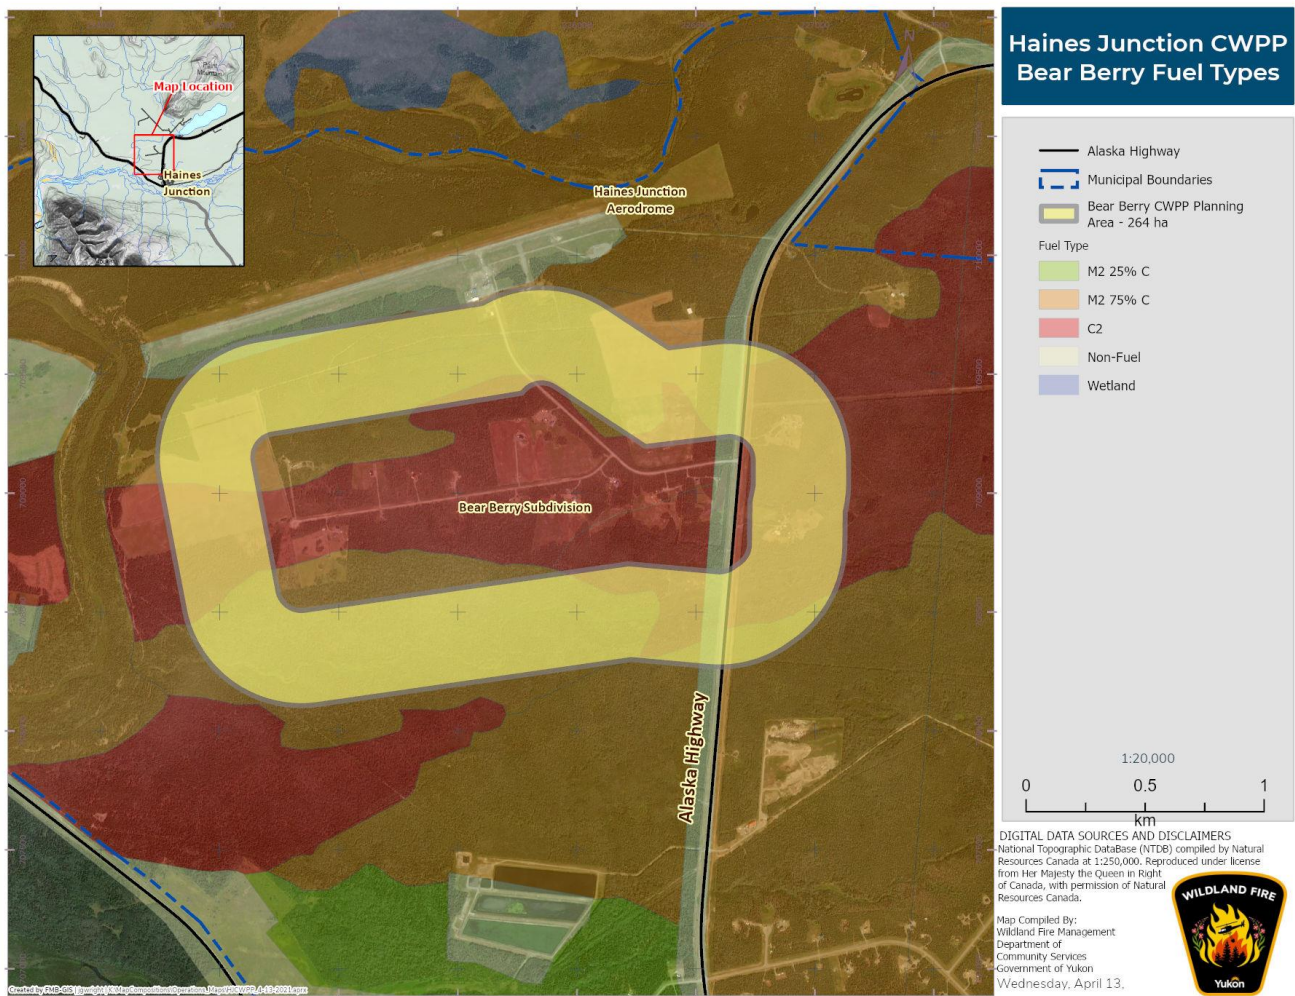 Haines Junction CWPP
Bear Berry Fuel Types
Map Location
Haines
Junction
N
Haines Junction
Aerodrome
Bear Berry Subdivision
Alaska Highway
Alaska Highway
Municipal Boundaries
Bear Berry CWPP Planning
Area - 264 ha
Fuel Type
M2 25% C
M2 75% C
C2
Non-Fuel
Wetland
1:20,000
0 0.5 1
km
DIGITAL DATA SOURCES AND DISCLAIMERS
National Topographic DataBase (NTDB) compiled by Natural
Resources Canada at 1:250,000. Reproduced under license
from Her Majesty the Queen in Right
of Canada, with permission of Natural
Resources Canada.
Map Compiled By:
Wildland Fire Management
Department of
Community Services
Government of Yukon
Wednesday, April 13,
WILDLAND FIRE
Yukon